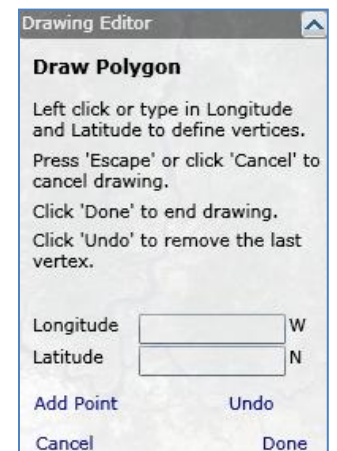 Drawing Editor
Draw Polygon
Left click or type in Longitude
and Latitude to define vertices.
Press 'Escape' or click 'Cancel' to
cancel drawing.
Click 'Done' to end drawing.
Click 'Undo' to remove the last
vertex.
Longitude W
Latitude N
Add Point Undo
Cancel Done